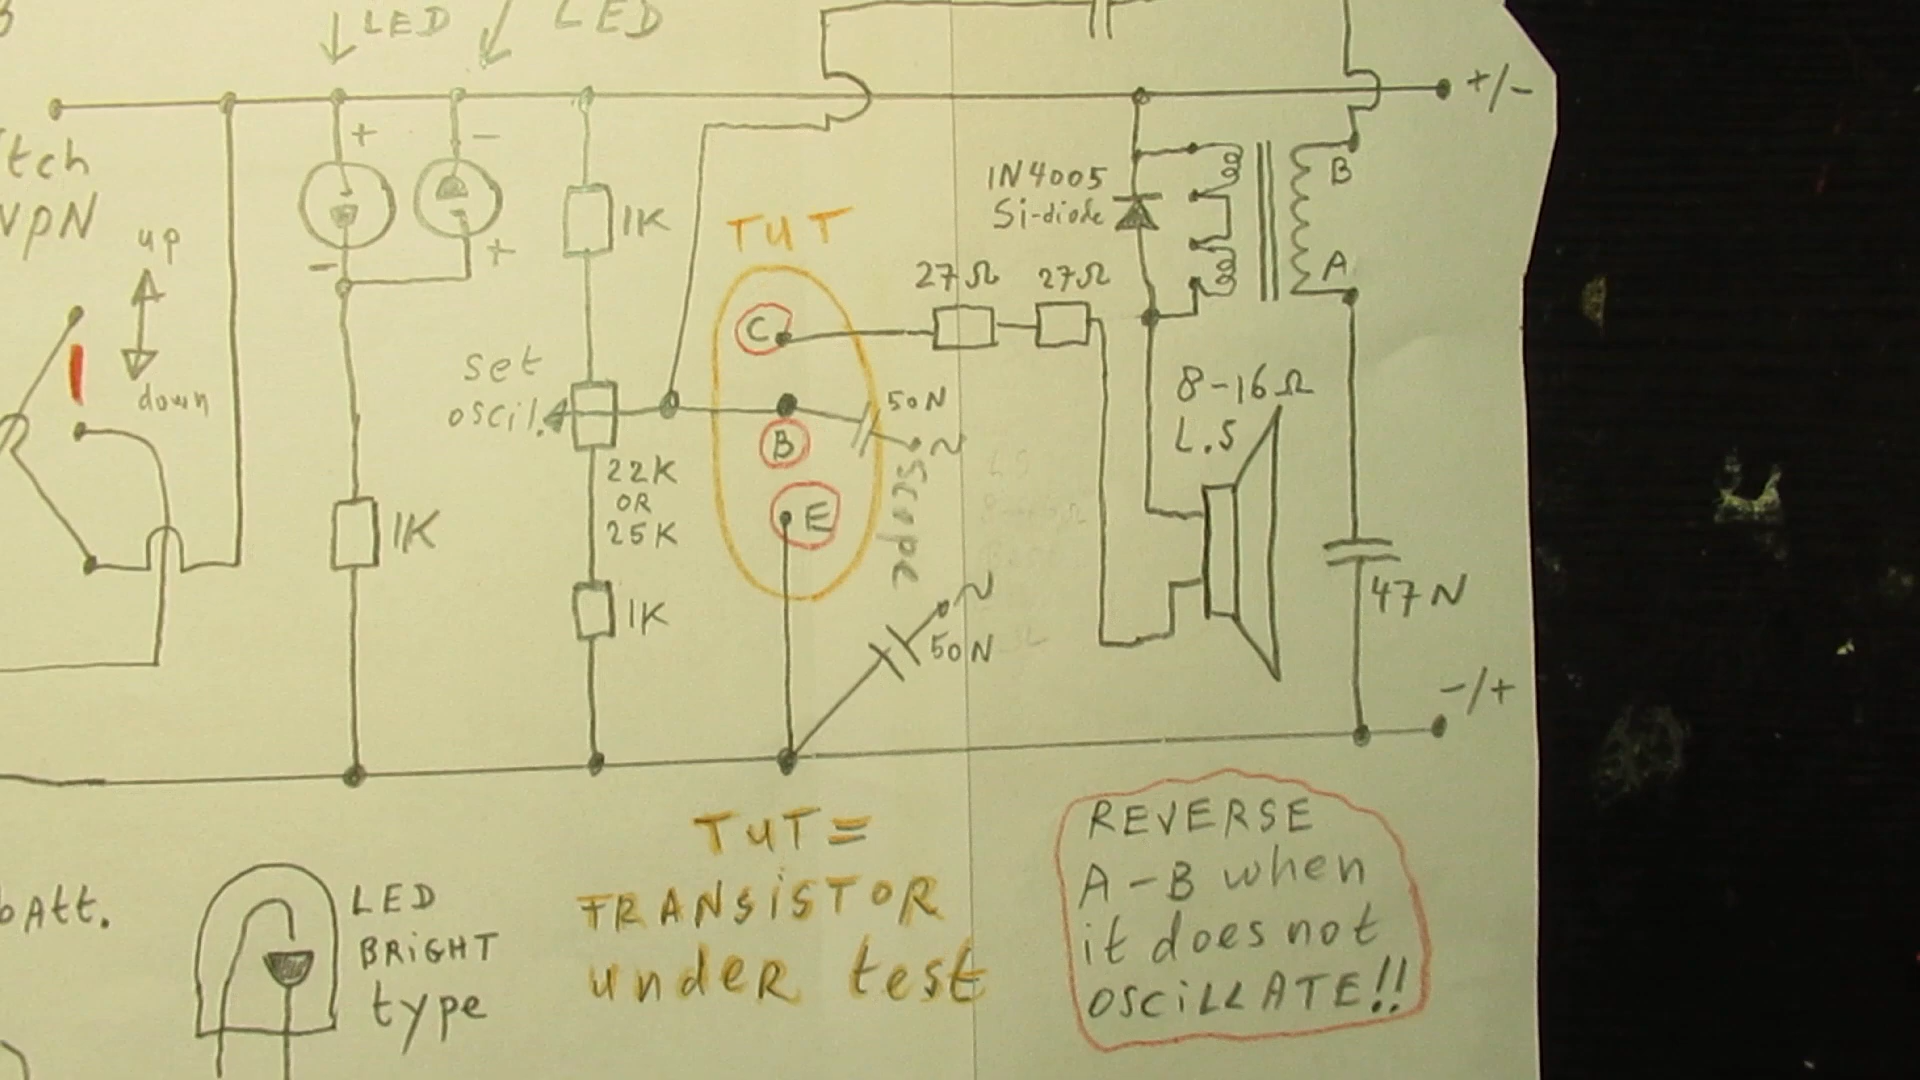 LED
LED
+/-
+
-
tch
VPN
up
down
-
+
1K
TUT
1N4005
Si-diode
B
A
27Ω
27Ω
C
set
oscil.
50N
~
B
8-16Ω
L.S
22K
OR
25K
E
Scope
1K
1K
~
50N
47N
-/+
TUT=
TRANSiSTOR
under test
REVERSE
A-B when
it does not
OSCiLLATE!!
bAtt.
LED
BRiGHT
type